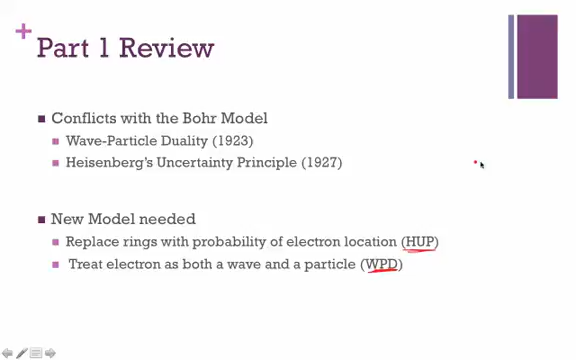 Part 1 Review
Conflicts with the Bohr Model
Wave-Particle Duality (1923)
Heisenberg's Uncertainty Principle (1927)
New Model needed
Replace rings with probability of electron location (HUP)
Treat electron as both a wave and a particle (WPD)